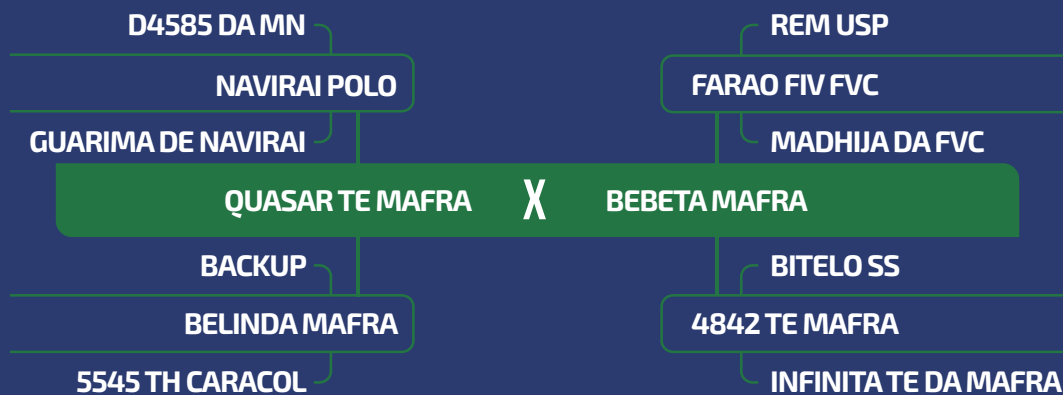 D4585 DA MN
REM USP
NAVIRAI POLO
FARAO FIV FVC
GUARIMA DE NAVIRAI
MADHIJA DA FVC
QUASAR TE MAFRA X BEBETA MAFRA
BACKUP
BITELO SS
BELINDA MAFRA
4842 TE MAFRA
5545 TH CARACOL
INFINITA TE DA MAFRA